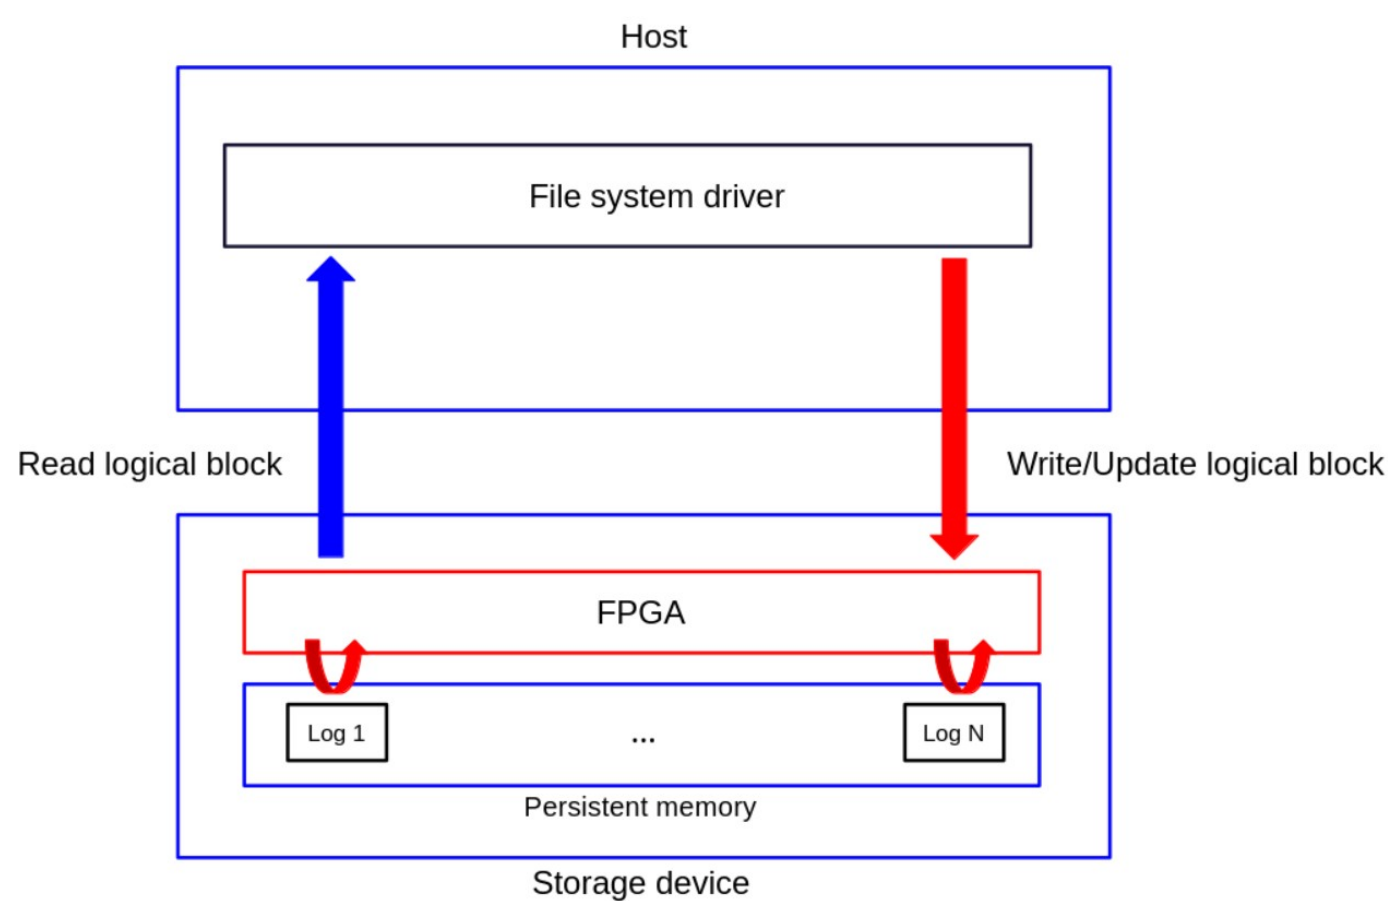 Host
File system driver
Read logical block
Write/Update logical block
FPGA
Log 1
...
Log N
Persistent memory
Storage device